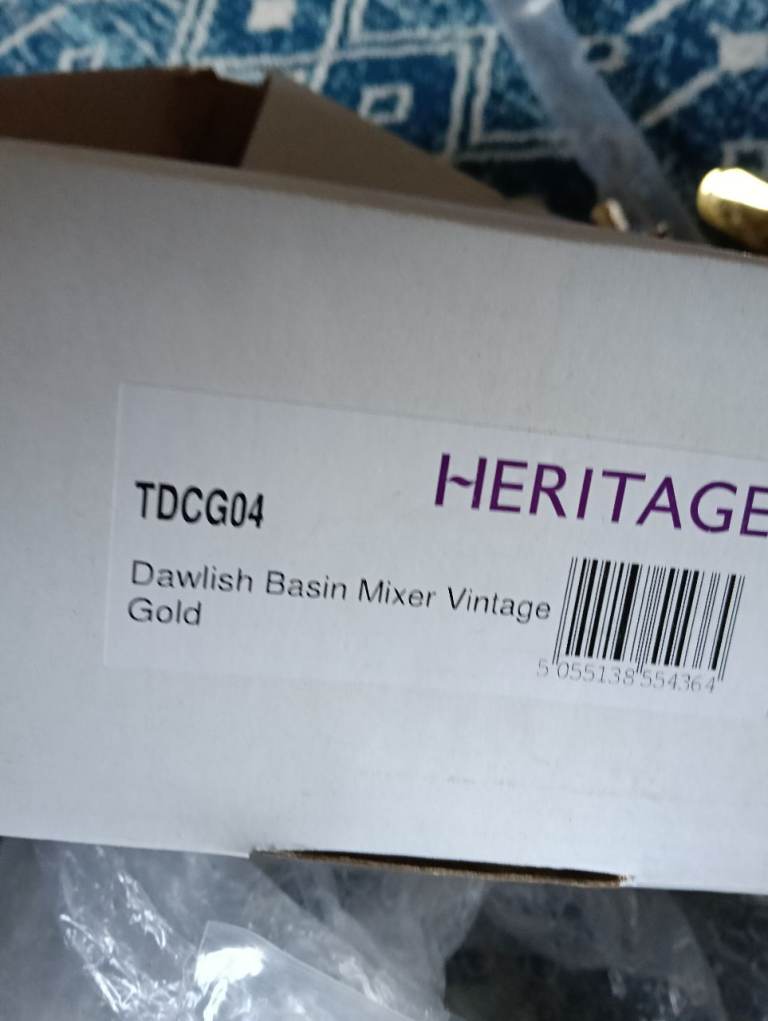 HERITAGE
TDCG04
Dawlish Basin Mixer Vintage
Gold
5 055138 554364